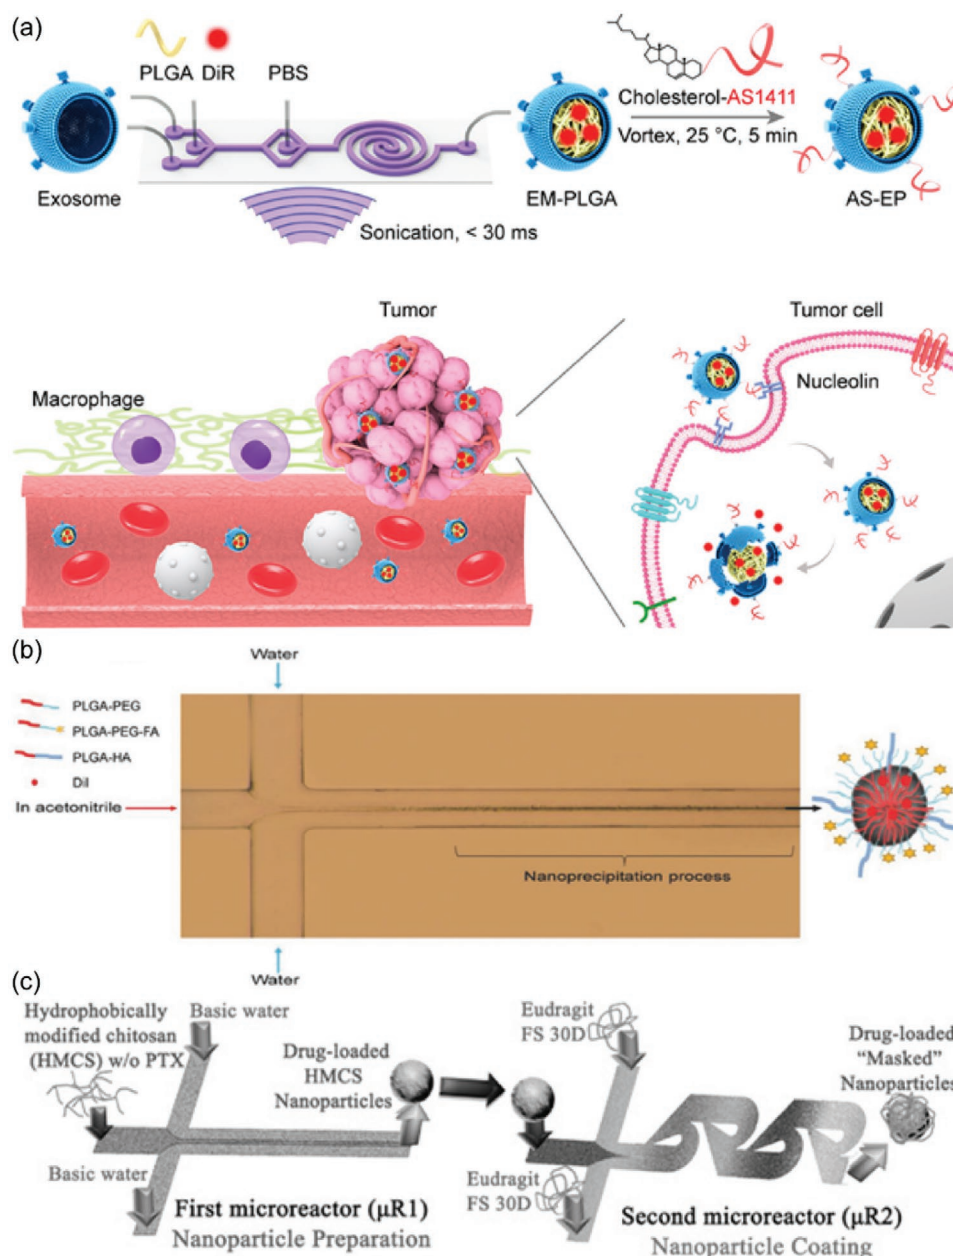 (a)
PLGA DiR PBS
Exosome
Sonication, < 30 ms
EM-PLGA
Cholesterol-AS1411
Vortex, 25 °C, 5 min
AS-EP
Tumor
Macrophage
Tumor cell
Nucleolin
(b)
Water
PLGA-PEG
PLGA-PEG-FA
PLGA-HA
DiI
In acetonitrile
Nanoprecipitation process
Water
(c)
Hydrophobically
modified chitosan
(HMCS) w/o PTX
Basic water
Drug-loaded
HMCS
Nanoparticles
Basic water
First microreactor (µR1)
Nanoparticle Preparation
Eudragit
FS 30D
Drug-loaded
“Masked”
Nanoparticles
Eudragit
FS 30D
Second microreactor (µR2)
Nanoparticle Coating